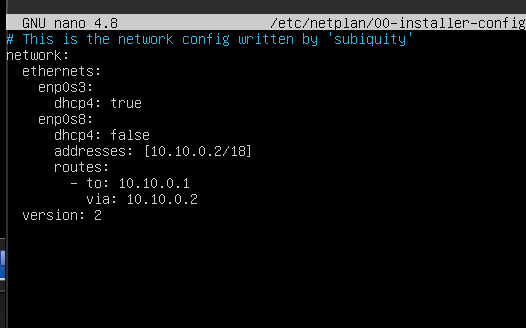 GNU nano 4.8 /etc/netplan/00-installer-config
# This is the network config written by 'subiquity'
network:
  ethernets:
    enp0s3:
      dhcp4: true
    enp0s8:
      dhcp4: false
      addresses: [10.10.0.2/18]
      routes:
        - to: 10.10.0.1
          via: 10.10.0.2
  version: 2